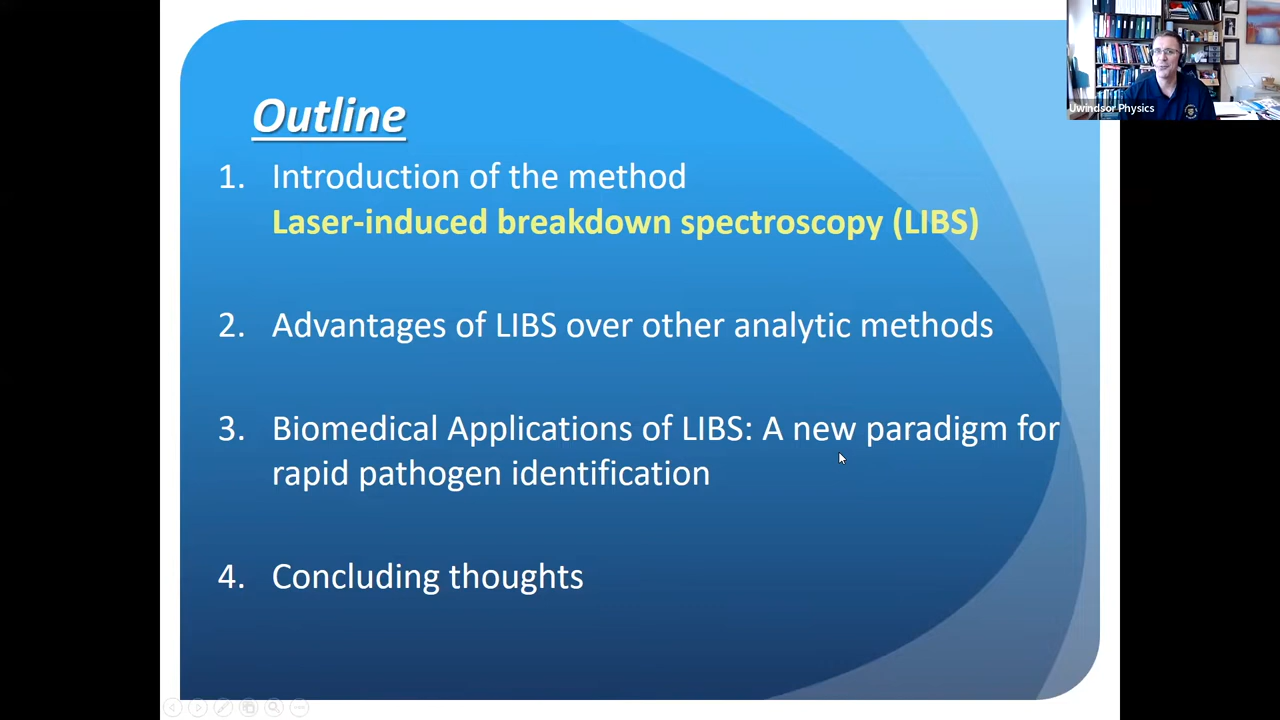 Outline
1. Introduction of the method
Laser-induced breakdown spectroscopy (LIBS)
2. Advantages of LIBS over other analytic methods
3. Biomedical Applications of LIBS: A new paradigm for
rapid pathogen identification
4. Concluding thoughts
Uwindsor Physics